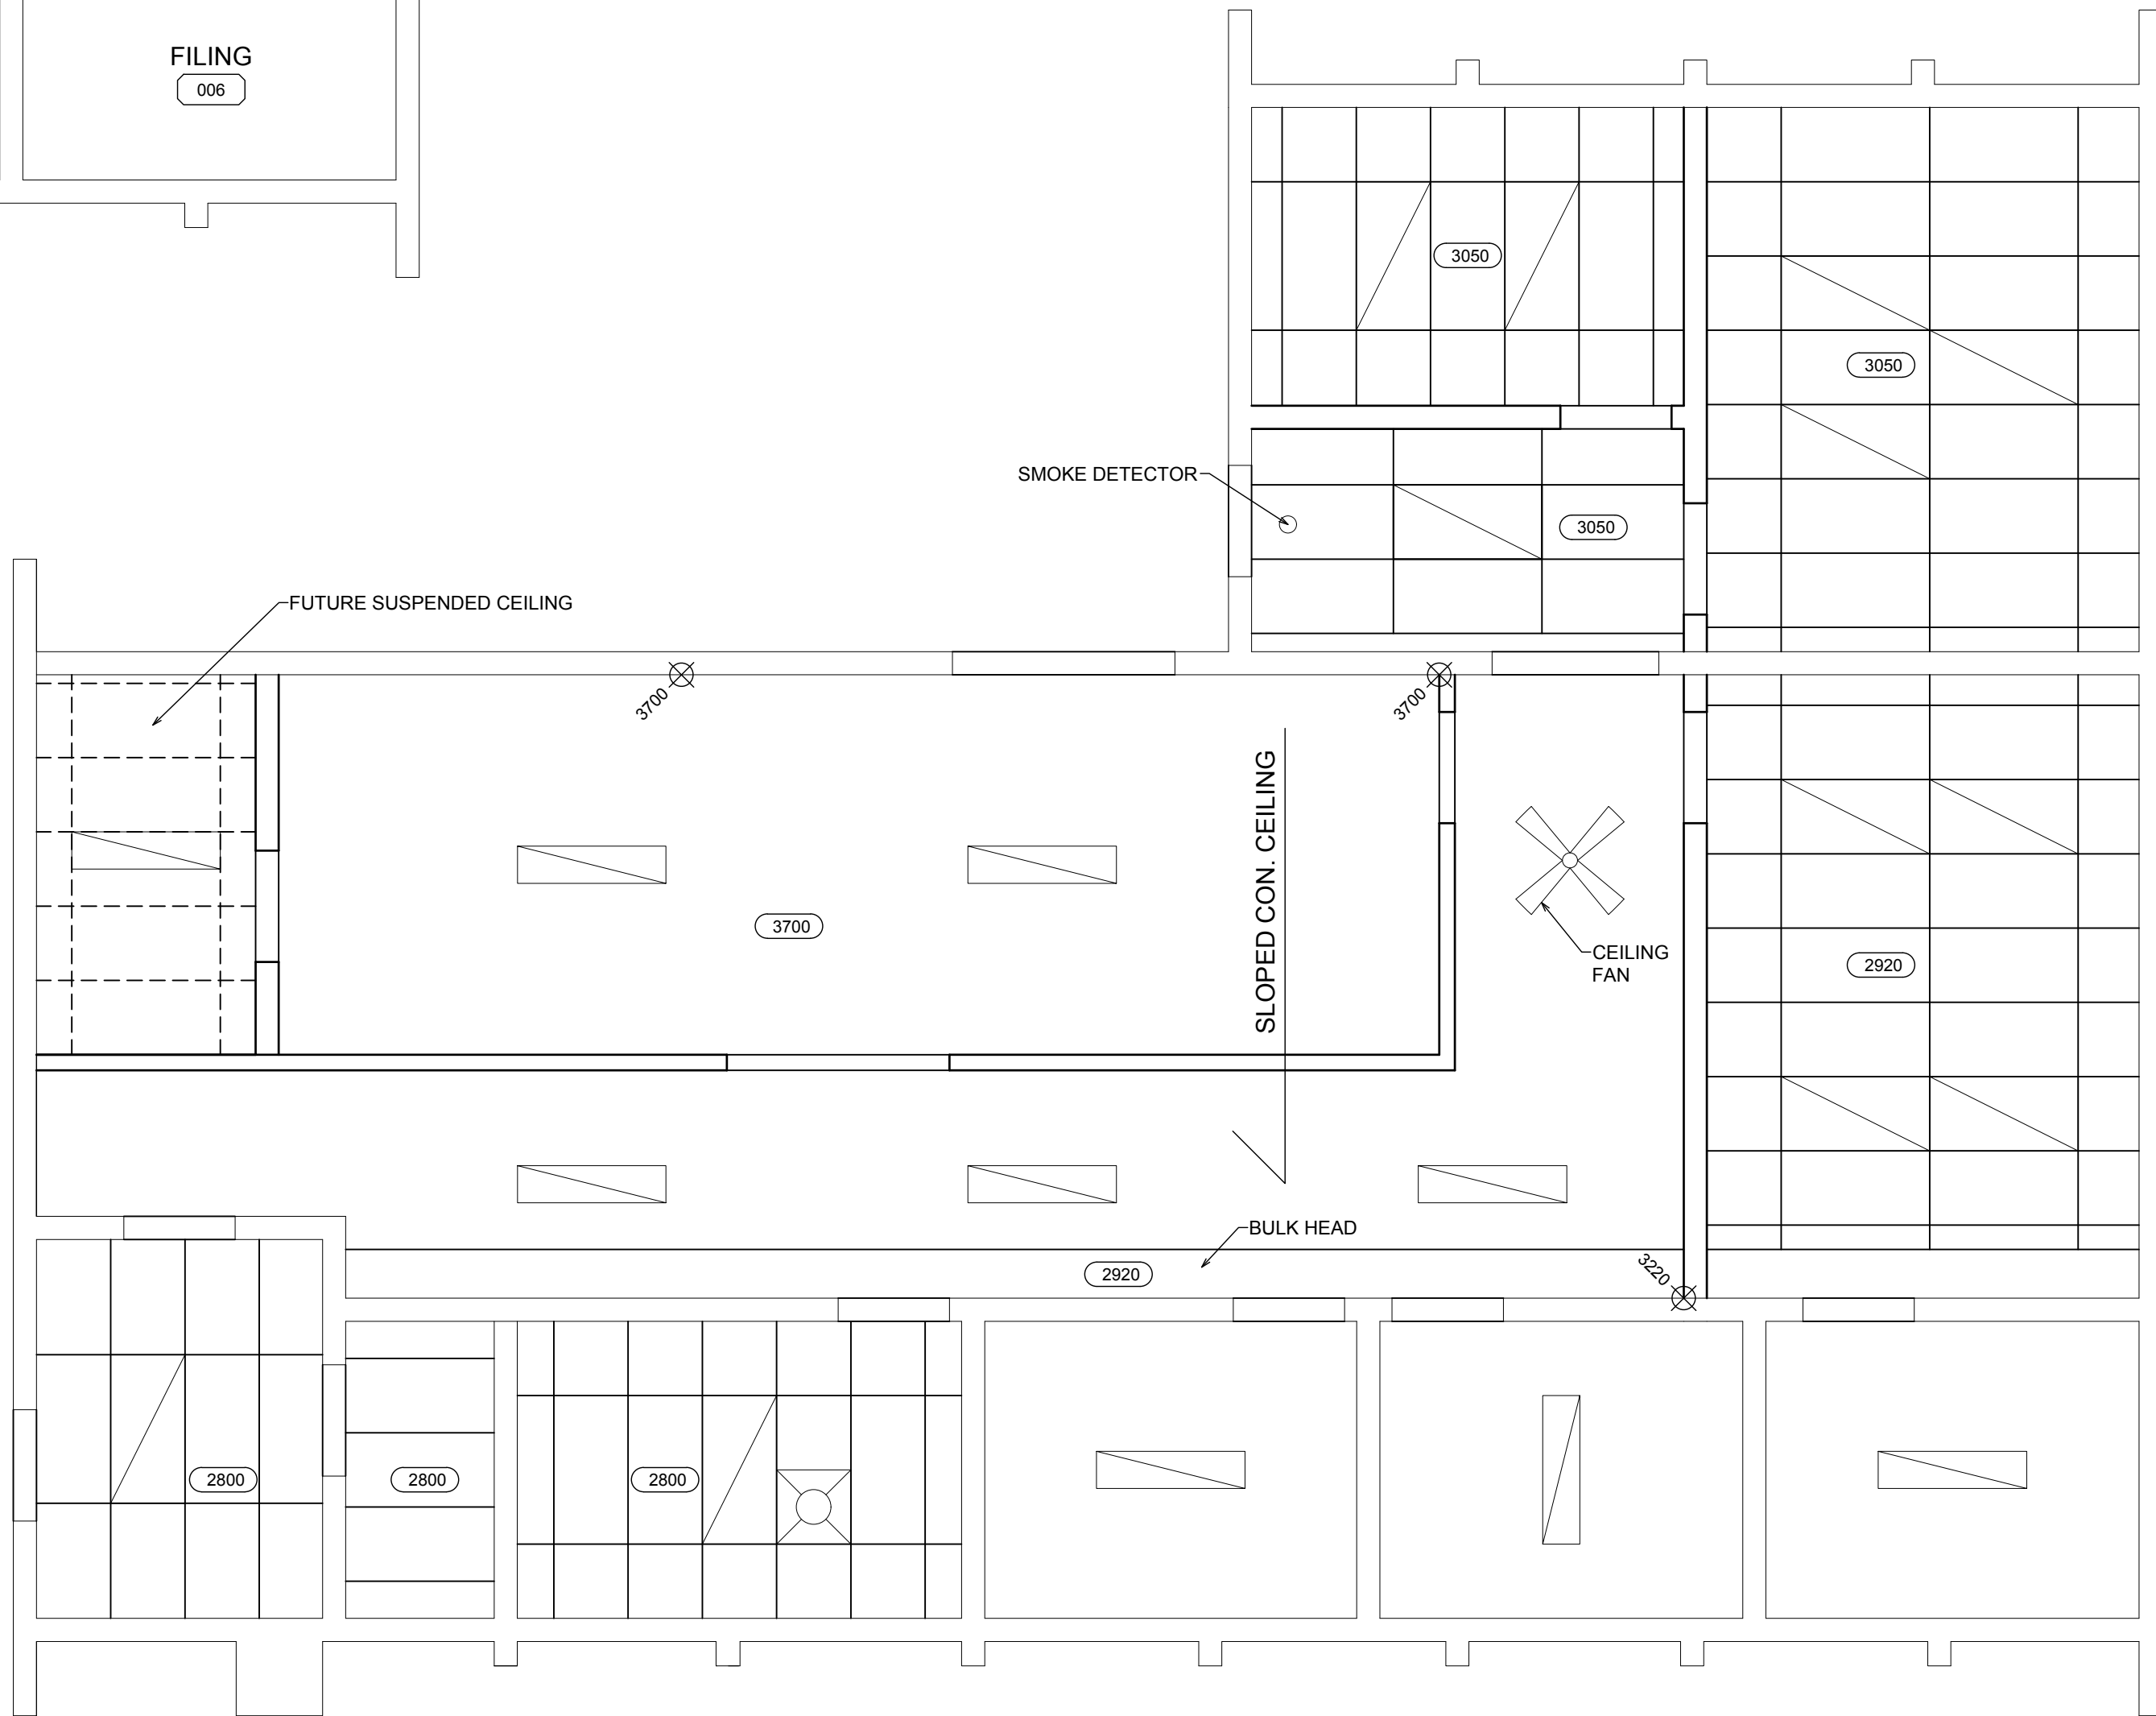 FILING
006
3050
3050
SMOKE DETECTOR
3050
FUTURE SUSPENDED CEILING
3700
3700
SLOPED CON. CEILING
3700
CEILING
FAN
2920
BULK HEAD
2920
3220
2800
2800
2800